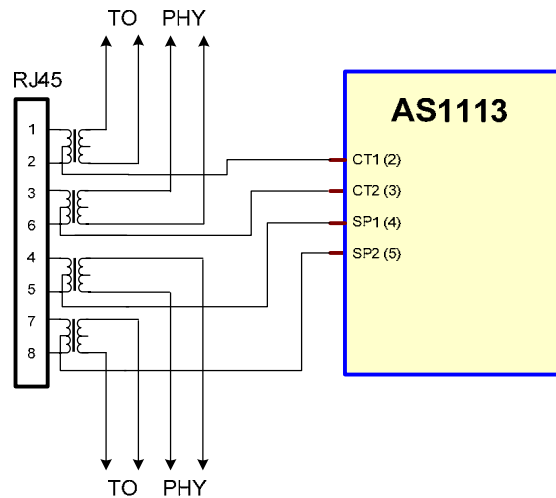 TO PHY
RJ45
AS1113
1
2
3
6
4
5
7
8
CT1 (2)
CT2 (3)
SP1 (4)
SP2 (5)
TO PHY